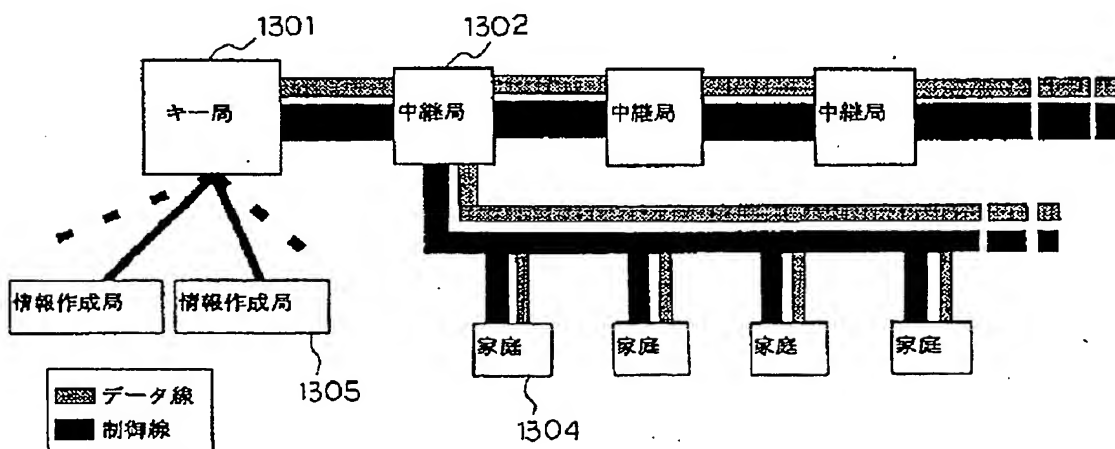 1301
1302
キー局
中継局
中継局
中継局
情報作成局
情報作成局
家庭
家庭
家庭
家庭
1305
1304
データ線
制御線